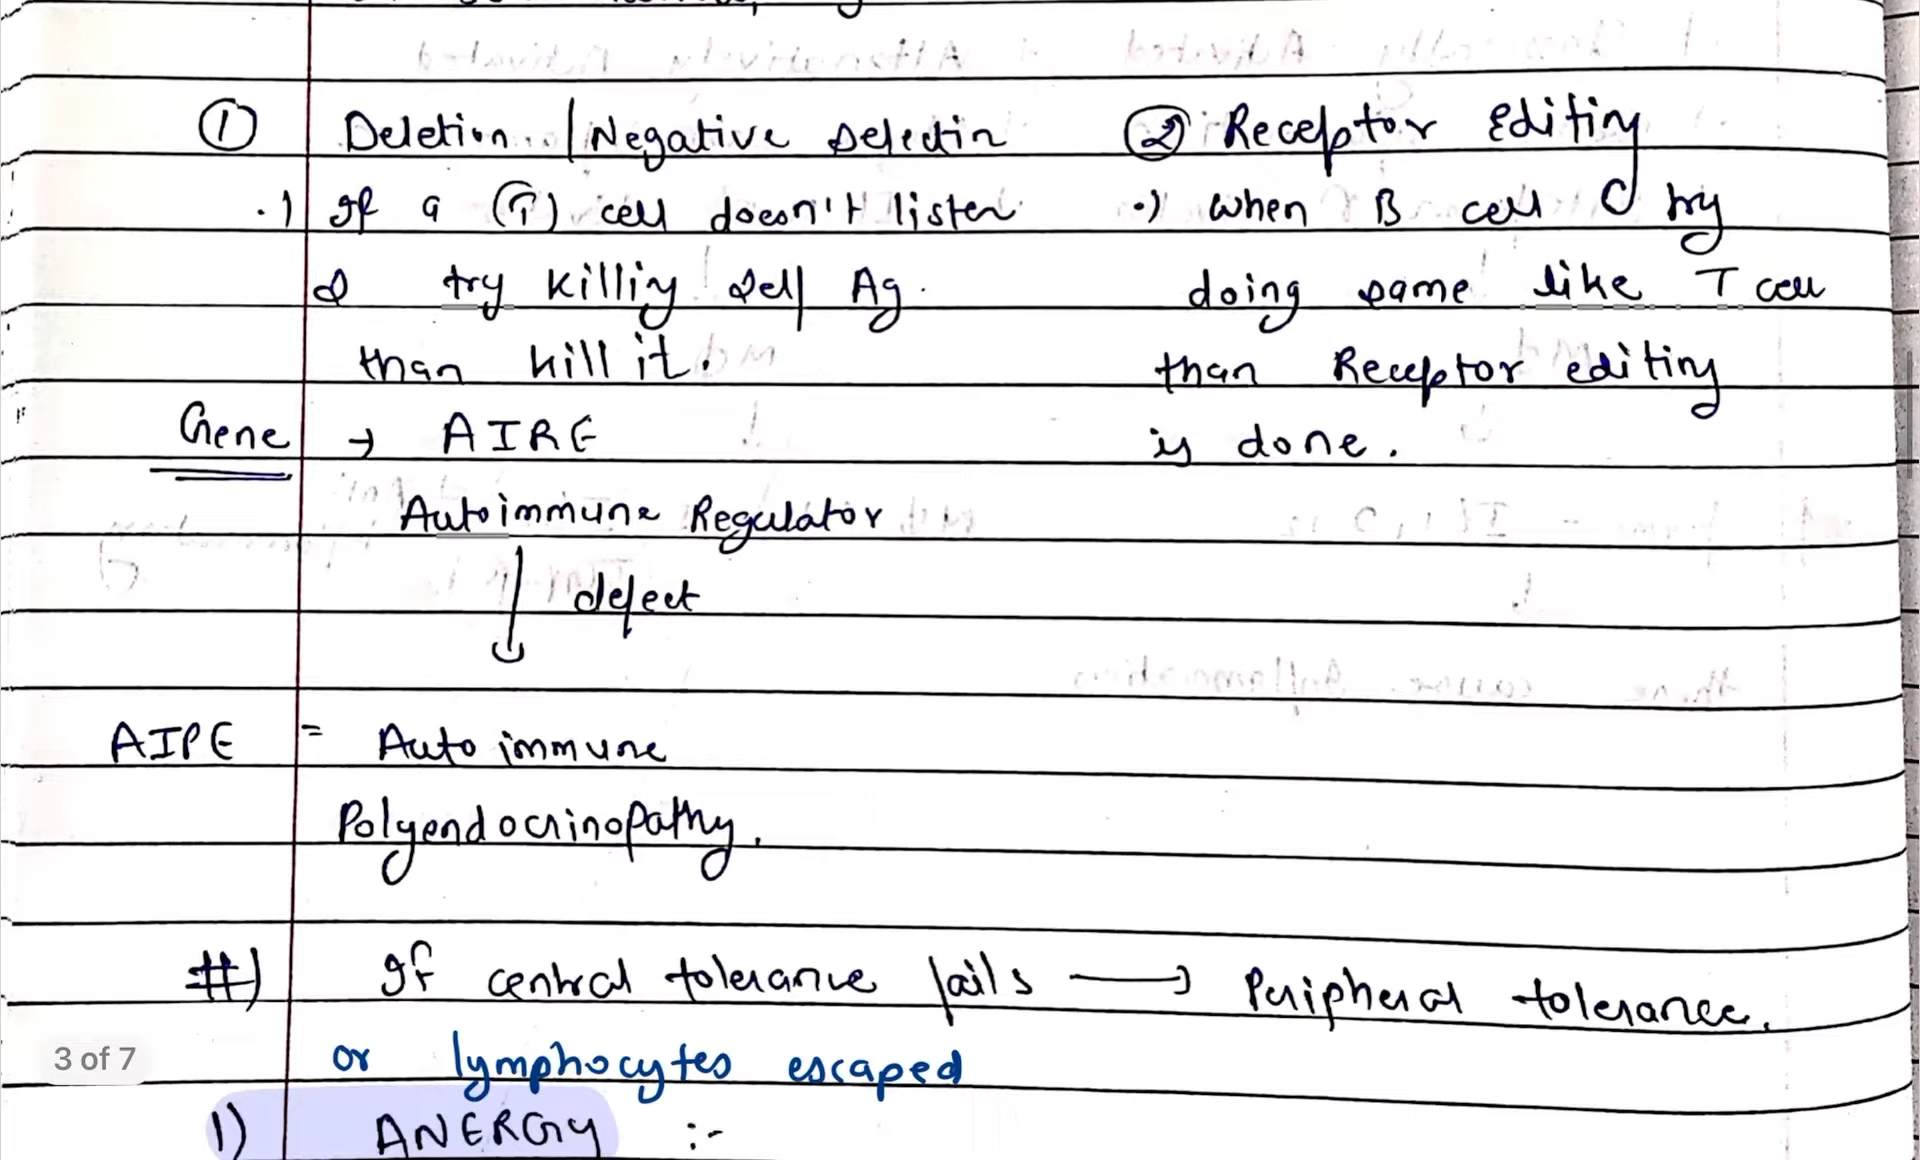 ① Deletion / Negative selectin
.) If a (T) cell doesn't listen
& try killing self Ag.
than kill it.
Gene → AIRE
Autoimmune Regulator
↓ defect
AIPE = Auto immune
Polyendocrinopathy.
② Receptor Editing
•) when B cell try
doing same like T cell
than Receptor editing
is done.
#) If central tolerance fails → Peripheral tolerance.
or lymphocytes escaped
1) ANERGY :-
3 of 7